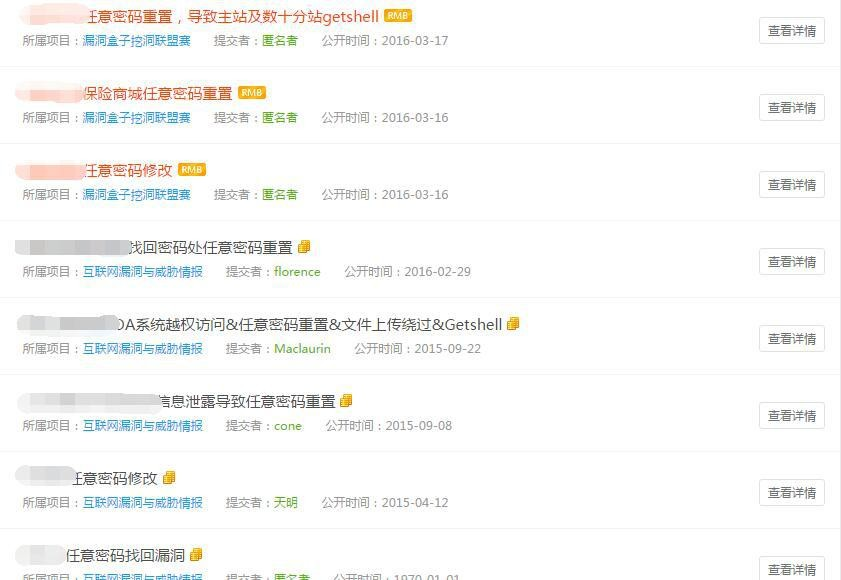 任意密码重置，导致主站及数十分站getshell RMB
所属项目：漏洞盒子挖洞联盟赛 提交者：匿名者 公开时间：2016-03-17 查看详情
保险商城任意密码重置 RMB
所属项目：漏洞盒子挖洞联盟赛 提交者：匿名者 公开时间：2016-03-16 查看详情
任意密码修改 RMB
所属项目：漏洞盒子挖洞联盟赛 提交者：匿名者 公开时间：2016-03-16 查看详情
找回密码处任意密码重置
所属项目：互联网漏洞与威胁情报 提交者：florence 公开时间：2016-02-29 查看详情
OA系统越权访问&任意密码重置&文件上传绕过&Getshell
所属项目：互联网漏洞与威胁情报 提交者：Maclaurin 公开时间：2015-09-22 查看详情
信息泄露导致任意密码重置
所属项目：互联网漏洞与威胁情报 提交者：cone 公开时间：2015-09-08 查看详情
任意密码修改
所属项目：互联网漏洞与威胁情报 提交者：天明 公开时间：2015-04-12 查看详情
任意密码找回漏洞
所属项目：互联网漏洞与威胁情报 提交者：匿名者 公开时间：1970-01-01 查看详情